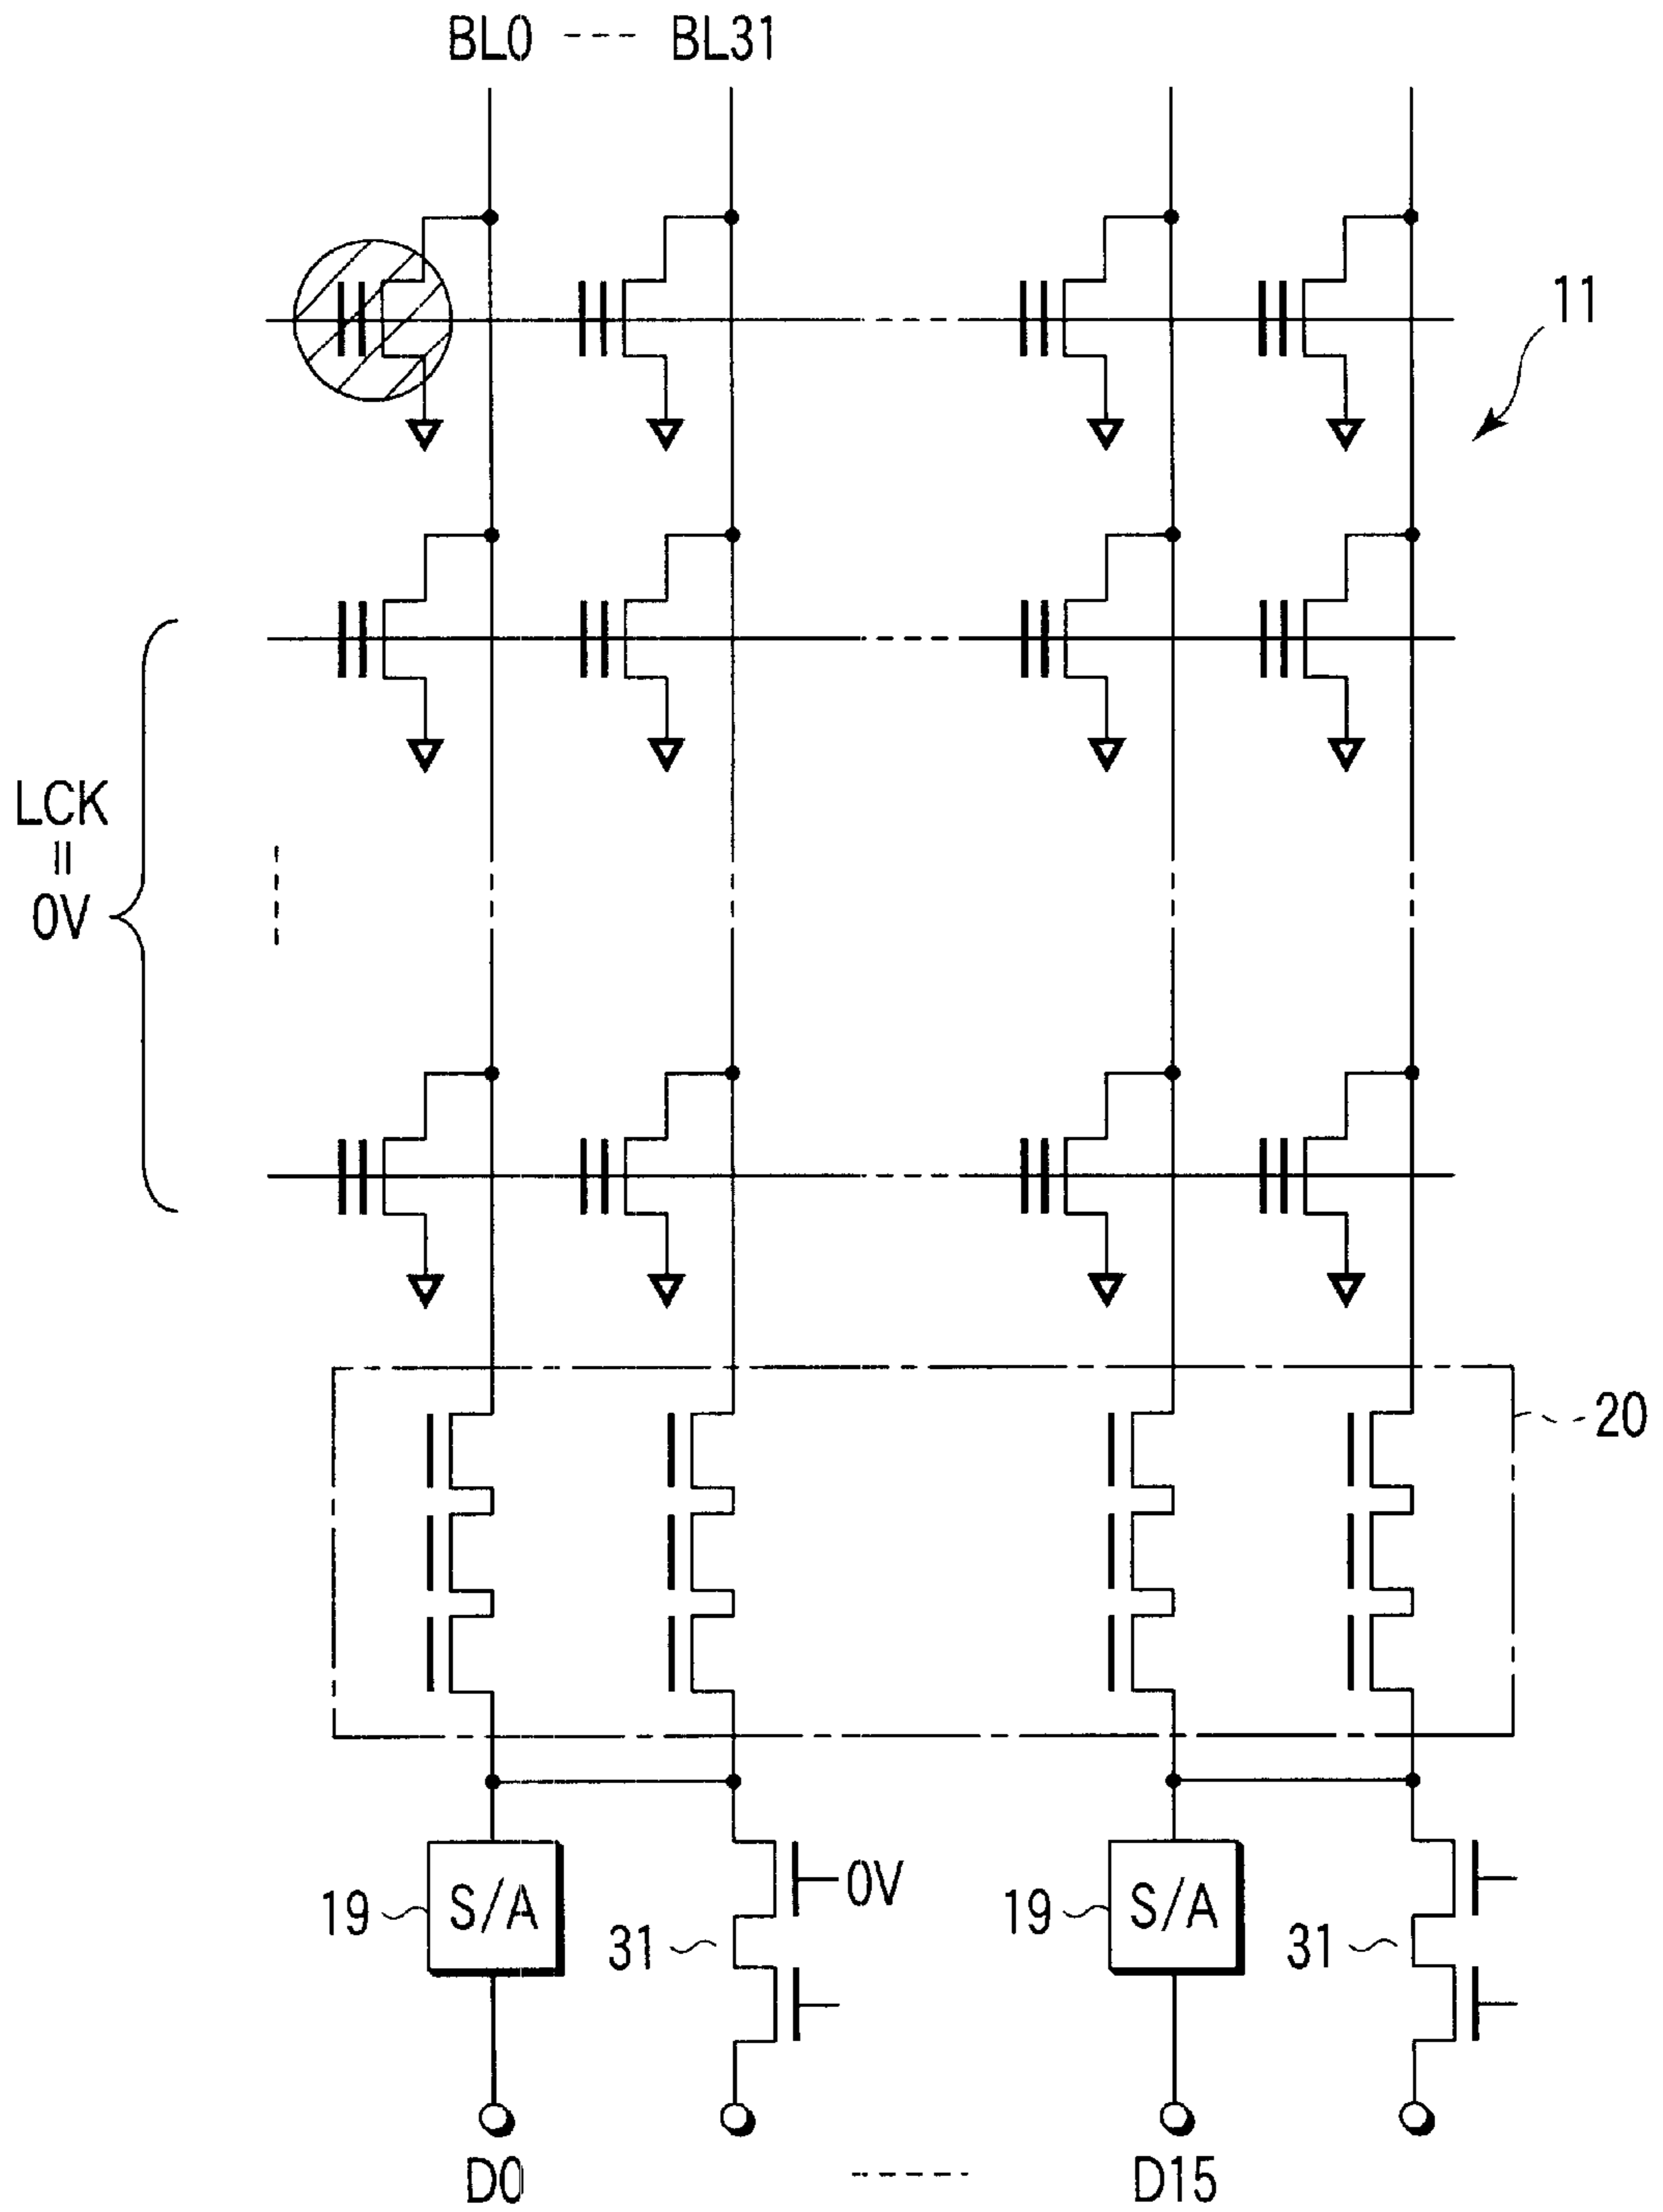 BL0 --- BL31
11
LCK
=
0V
20
19 S/A 31 0V 19 S/A 31
D0 ----- D15